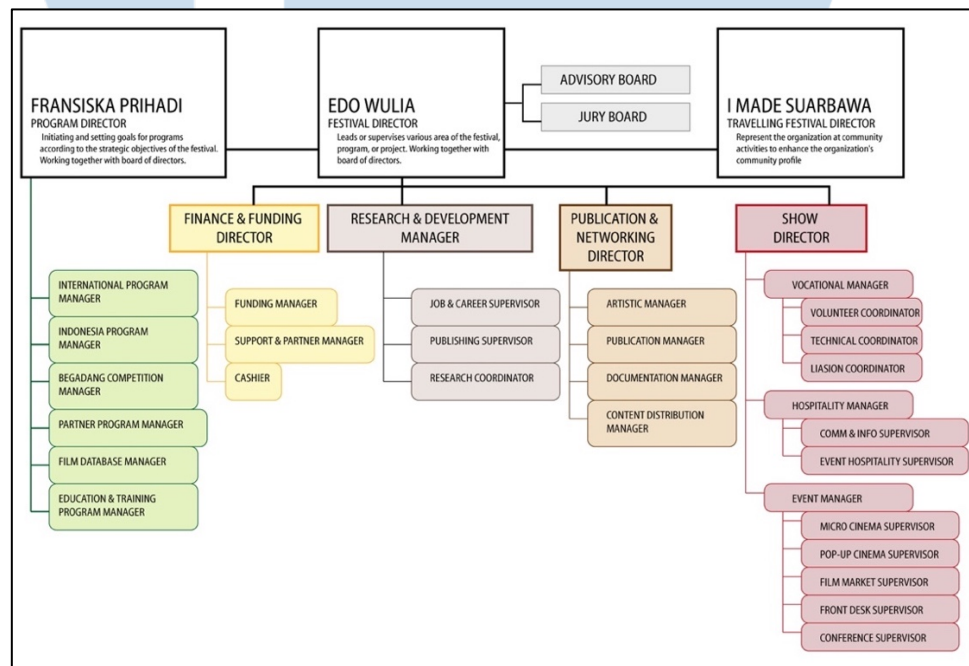 FRANSISKA PRIHADI
PROGRAM DIRECTOR
Initiating and setting goals for programs
according to the strategic objectives of the festival.
Working together with board of directors.
EDO WULIA
FESTIVAL DIRECTOR
Leads or supervises various area of the festival,
program, or project. Working together with
board of directors.
ADVISORY BOARD
JURY BOARD
I MADE SUARBAWA
TRAVELLING FESTIVAL DIRECTOR
Represent the organization at community
activities to enhance the organization's
community profile
INTERNATIONAL PROGRAM
MANAGER
INDONESIA PROGRAM
MANAGER
BEGADANG COMPETITION
MANAGER
PARTNER PROGRAM MANAGER
FILM DATABASE MANAGER
EDUCATION & TRAINING
PROGRAM MANAGER
FINANCE & FUNDING
DIRECTOR
FUNDING MANAGER
SUPPORT & PARTNER MANAGER
CASHIER
RESEARCH & DEVELOPMENT
MANAGER
JOB & CAREER SUPERVISOR
PUBLISHING SUPERVISOR
RESEARCH COORDINATOR
PUBLICATION &
NETWORKING
DIRECTOR
ARTISTIC MANAGER
PUBLICATION MANAGER
DOCUMENTATION MANAGER
CONTENT DISTRIBUTION
MANAGER
SHOW
DIRECTOR
VOCATIONAL MANAGER
VOLUNTEER COORDINATOR
TECHNICAL COORDINATOR
LIASION COORDINATOR
HOSPITALITY MANAGER
COMM & INFO SUPERVISOR
EVENT HOSPITALITY SUPERVISOR
EVENT MANAGER
MICRO CINEMA SUPERVISOR
POP-UP CINEMA SUPERVISOR
FILM MARKET SUPERVISOR
FRONT DESK SUPERVISOR
CONFERENCE SUPERVISOR